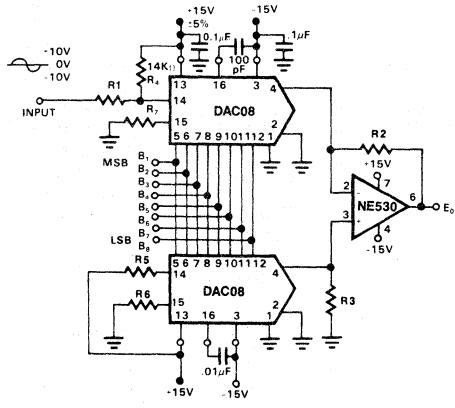 +15V -15V
±5%
0.1µF .1µF
-10V
0V
-10V
14K
R4
100
pF
13 16 3
R1
14 DAC08 4
INPUT
R7
15 2
5 6 7 8 9 10 11 12 1
R2
MSB
B1
B2
B3
B4
B5
B6
B7
LSB
B8
+15V
7
2 -
NE530 6 Eo
3 +
4
-15V
5 6 7 8 9 10 11 12
R5
14 4
DAC08
R6
15 2
13 16 3 1
R3
.01µF
+15V -15V